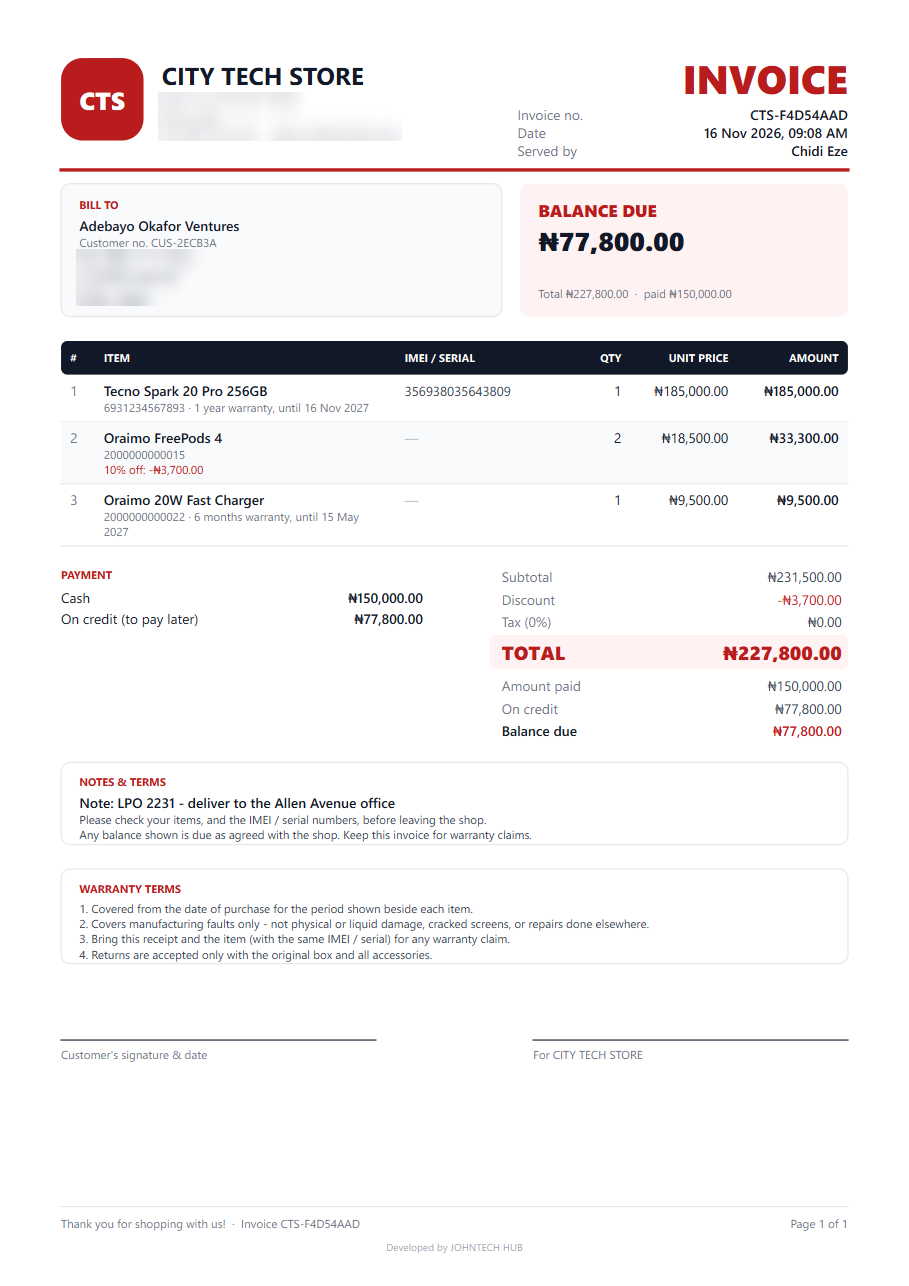 CTS
CITY TECH STORE
INVOICE
Invoice no. CTS-F4D54AAD
Date 16 Nov 2026, 09:08 AM
Served by Chidi Eze
BILL TO
Adebayo Okafor Ventures
Customer no. CUS-2ECB3A
BALANCE DUE
₦77,800.00
Total ₦227,800.00 · paid ₦150,000.00
# ITEM IMEI / SERIAL QTY UNIT PRICE AMOUNT
1 Tecno Spark 20 Pro 256GB 356938035643809 1 ₦185,000.00 ₦185,000.00
6931234567893 · 1 year warranty, until 16 Nov 2027
2 Oraimo FreePods 4 — 2 ₦18,500.00 ₦33,300.00
2000000000015
10% off: -₦3,700.00
3 Oraimo 20W Fast Charger — 1 ₦9,500.00 ₦9,500.00
2000000000022 · 6 months warranty, until 15 May
2027
PAYMENT
Cash ₦150,000.00
On credit (to pay later) ₦77,800.00
Subtotal ₦231,500.00
Discount -₦3,700.00
Tax (0%) ₦0.00
TOTAL ₦227,800.00
Amount paid ₦150,000.00
On credit ₦77,800.00
Balance due ₦77,800.00
NOTES & TERMS
Note: LPO 2231 - deliver to the Allen Avenue office
Please check your items, and the IMEI / serial numbers, before leaving the shop.
Any balance shown is due as agreed with the shop. Keep this invoice for warranty claims.
WARRANTY TERMS
1. Covered from the date of purchase for the period shown beside each item.
2. Covers manufacturing faults only - not physical or liquid damage, cracked screens, or repairs done elsewhere.
3. Bring this receipt and the item (with the same IMEI / serial) for any warranty claim.
4. Returns are accepted only with the original box and all accessories.
Customer's signature & date
For CITY TECH STORE
Thank you for shopping with us! · Invoice CTS-F4D54AAD
Page 1 of 1
Developed by JOHNTECH HUB